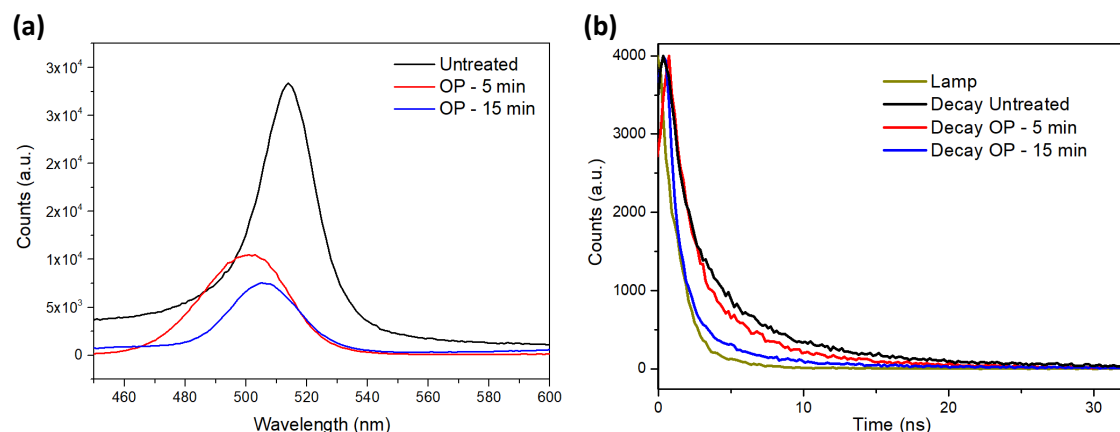 (a)
3x10⁴
3x10⁴
2x10⁴
2x10⁴
1x10⁴
5x10³
0
Counts (a.u.)
Untreated
OP - 5 min
OP - 15 min
460 480 500 520 540 560 580 600
Wavelength (nm)
(b)
4000
3000
2000
1000
0
Counts (a.u.)
Lamp
Decay Untreated
Decay OP - 5 min
Decay OP - 15 min
0 10 20 30
Time (ns)